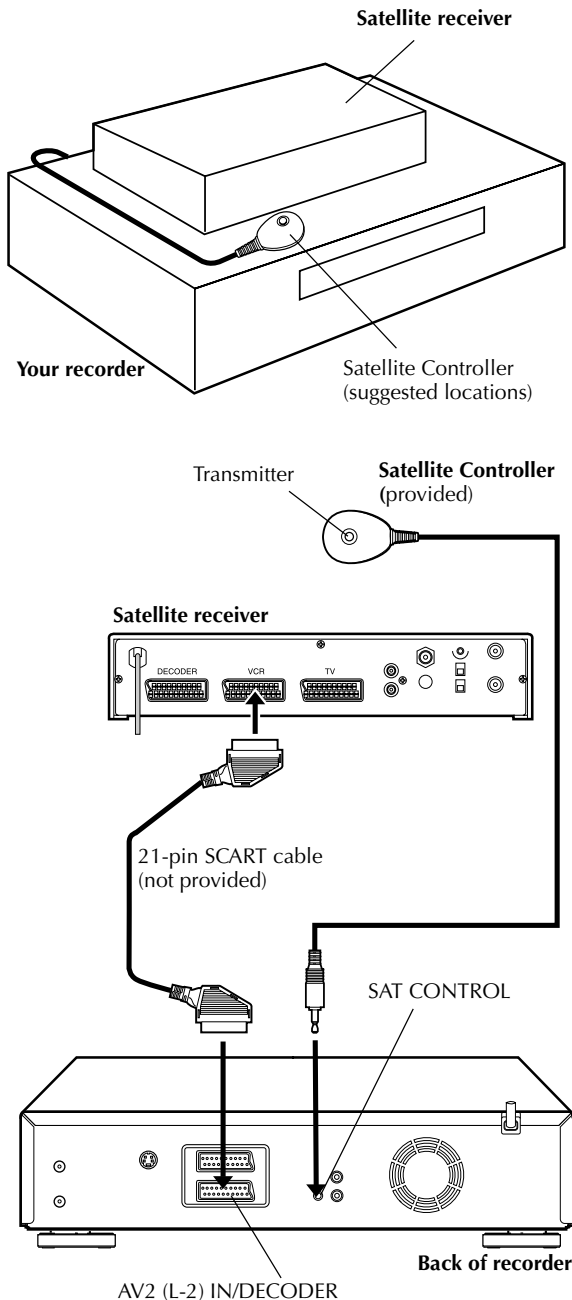 Satellite receiver
Your recorder
Satellite Controller
(suggested locations)
Transmitter
Satellite Controller
(provided)
Satellite receiver
DECODER
VCR
TV
21-pin SCART cable
(not provided)
SAT CONTROL
Back of recorder
AV2 (L-2) IN/DECODER